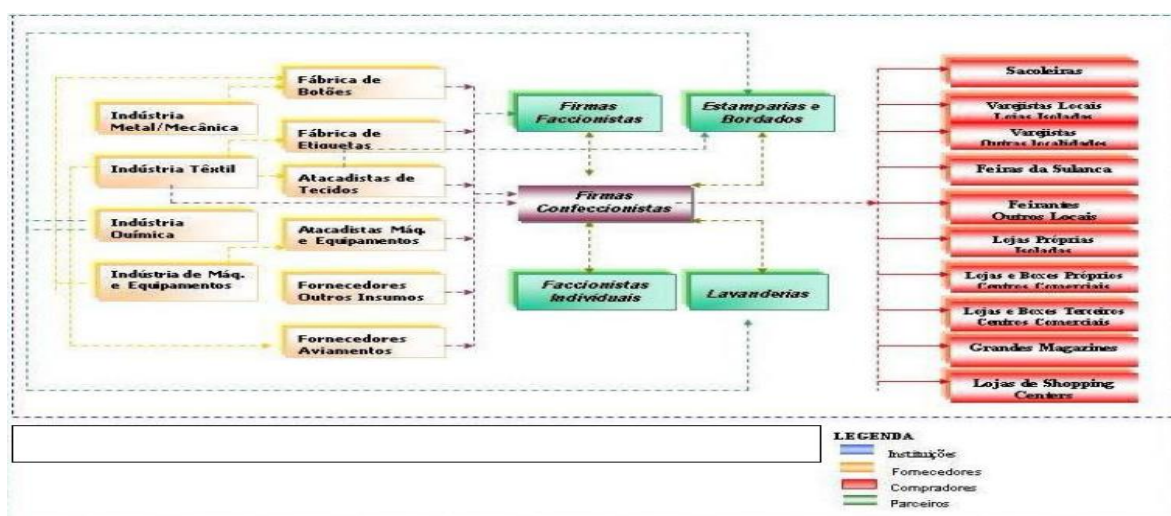 Indústria
Metal/Mecânica
Indústria Têxtil
Indústria
Química
Indústria de Máq.
e Equipamentos
Fábrica de
Botões
Fábrica de
Etiquetas
Atacadistas de
Tecidos
Atacadistas Máq.
e Equipamentos
Fornecedores
Outros Insumos
Fornecedores
Aviamentos
Firmas
Faccionistas
Estamparias e
Bordados
Firmas
Confeccionistas
Faccionistas
Individuais
Lavanderias
Sacoleiras
Varejistas Locais
Lojas Isoladas
Varejistas
Outras localidades
Feiras da Sulanca
Feirantes
Outros Locais
Lojas Próprias
Isoladas
Lojas e Boxes Próprios
Centros Comerciais
Lojas e Boxes Terceiros
Centros Comerciais
Grandes Magazines
Lojas de Shopping
Centers
LEGENDA
Instituições
Fornecedores
Compradores
Parceiros